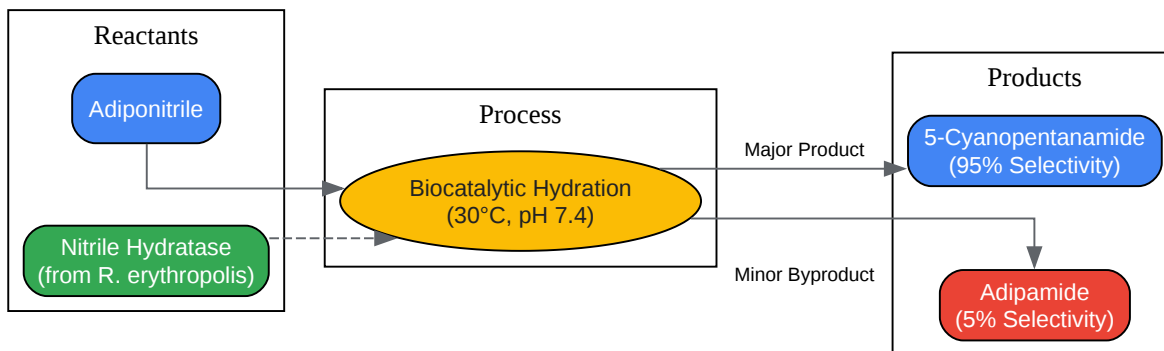 Reactants
Adiponitrile
Nitrile Hydratase
(from R. erythropolis)
Process
Biocatalytic Hydration
(30°C, pH 7.4)
Major Product
Minor Byproduct
Products
5-Cyanopentanamide
(95% Selectivity)
Adipamide
(5% Selectivity)